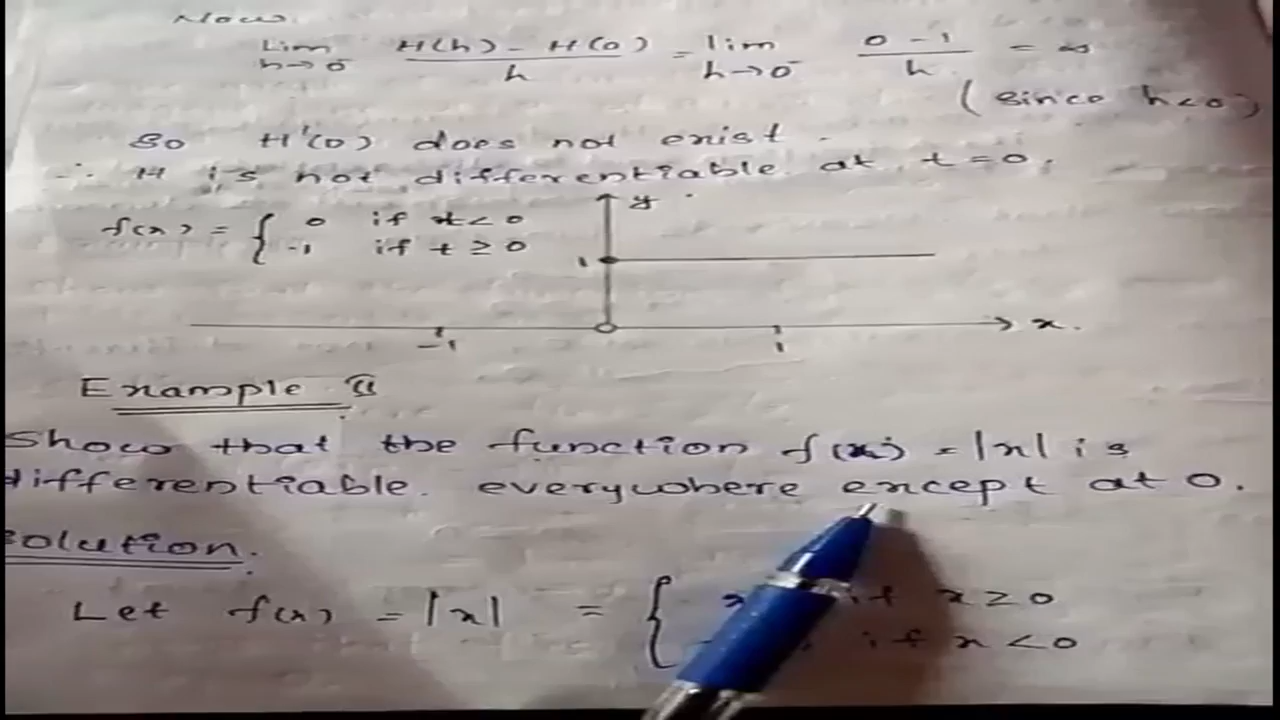 Now.
Lim h→0⁻ H(h) - H(0) / h = lim h→0⁻ 0 - 1 / h = ∞
(since h<0)
So H'(0) does not exist.
∴ H is not differentiable at t=0.
f(x) = { 0 if x<0
-1 if t ≥ 0
y
1
x.
-1 1
Example
Show that the function f(x) = |x| is
differentiable everywhere except at 0.
Solution.
Let f(x) = |x| = { if x≥0
if x<0